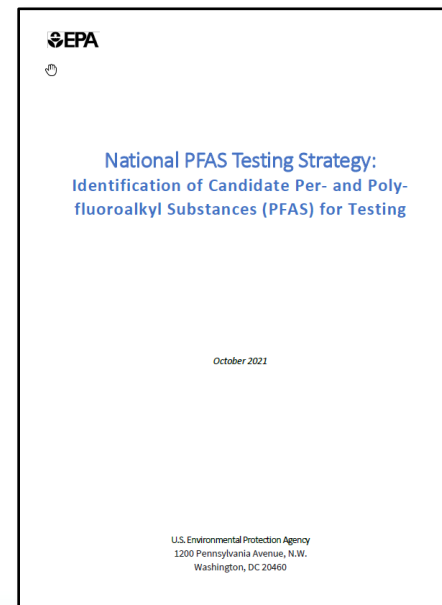 EPA
National PFAS Testing Strategy:
Identification of Candidate Per- and Poly-
fluoroalkyl Substances (PFAS) for Testing
October 2021
U.S. Environmental Protection Agency
1200 Pennsylvania Avenue, N.W.
Washington, DC 20460